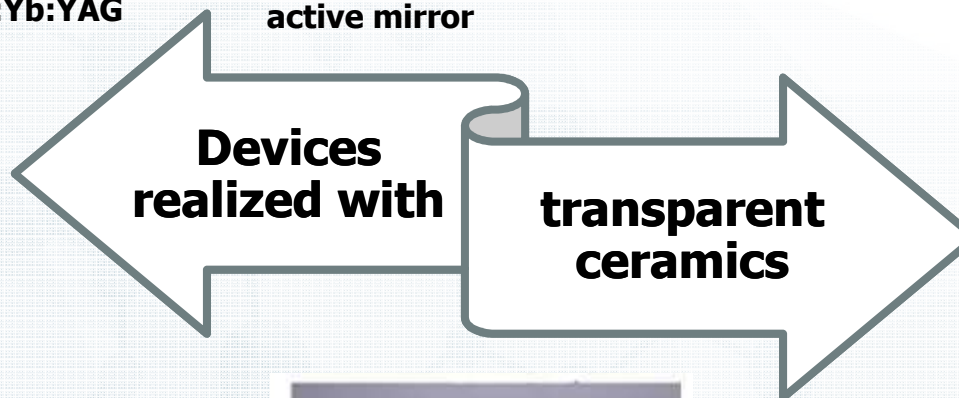 :Yb:YAG
active mirror
Devices
realized with
transparent
ceramics